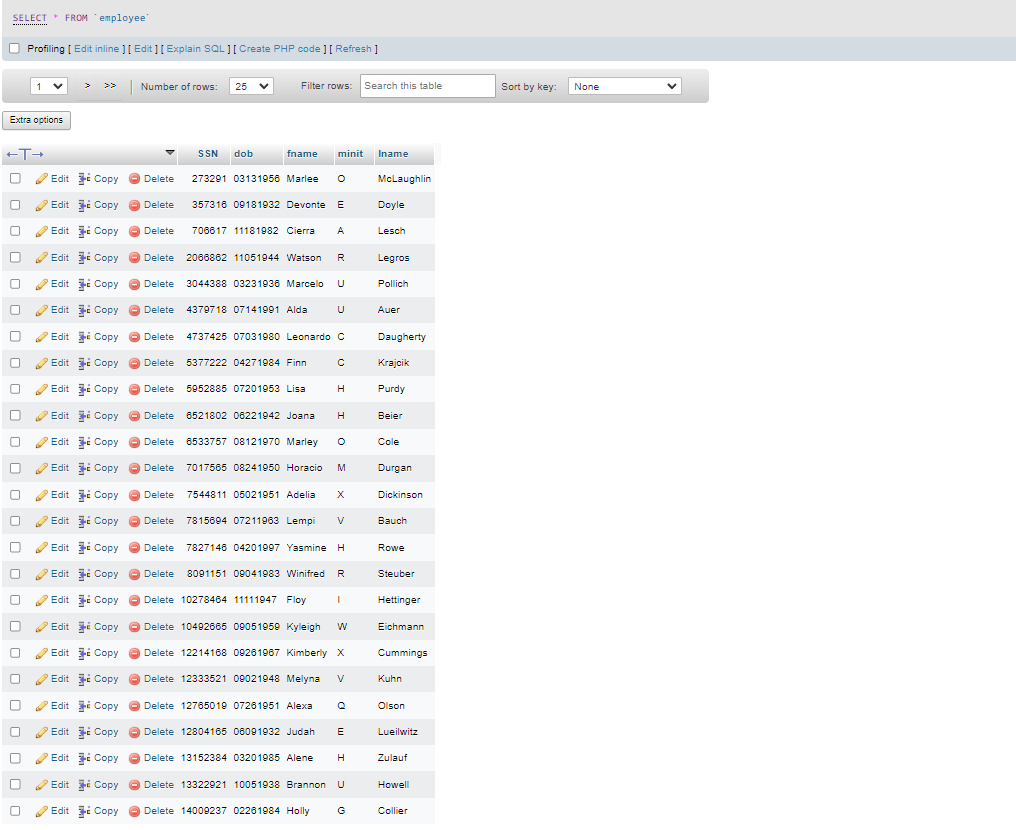 SELECT * FROM `employee`
Profiling [ Edit inline ] [ Edit ] [ Explain SQL ] [ Create PHP code ] [ Refresh ]
1 > >> Number of rows: 25 Filter rows: Search this table Sort by key: None
Extra options
←T→ SSN dob fname minit lname
Edit Copy Delete 273291 03131956 Marlee O McLaughlin
Edit Copy Delete 357316 09181932 Devonte E Doyle
Edit Copy Delete 706617 11181982 Cierra A Lesch
Edit Copy Delete 2066862 11051944 Watson R Legros
Edit Copy Delete 3044388 03231936 Marcelo U Pollich
Edit Copy Delete 4379718 07141991 Alda U Auer
Edit Copy Delete 4737425 07031980 Leonardo C Daugherty
Edit Copy Delete 5377222 04271984 Finn C Krajcik
Edit Copy Delete 5952885 07201953 Lisa H Purdy
Edit Copy Delete 6521802 06221942 Joana H Beier
Edit Copy Delete 6533757 08121970 Marley O Cole
Edit Copy Delete 7017565 08241950 Horacio M Durgan
Edit Copy Delete 7544811 05021951 Adelia X Dickinson
Edit Copy Delete 7815694 07211963 Lempi V Bauch
Edit Copy Delete 7827146 04201997 Yasmine H Rowe
Edit Copy Delete 8091151 09041983 Winifred R Steuber
Edit Copy Delete 10278464 11111947 Floy I Hettinger
Edit Copy Delete 10492665 09051959 Kyleigh W Eichmann
Edit Copy Delete 12214168 09261967 Kimberly X Cummings
Edit Copy Delete 12333521 09021948 Melyna V Kuhn
Edit Copy Delete 12765019 07261951 Alexa Q Olson
Edit Copy Delete 12804165 06091932 Judah E Lueilwitz
Edit Copy Delete 13152384 03201985 Alene H Zulauf
Edit Copy Delete 13322921 10051938 Brannon U Howell
Edit Copy Delete 14009237 02261984 Holly G Collier